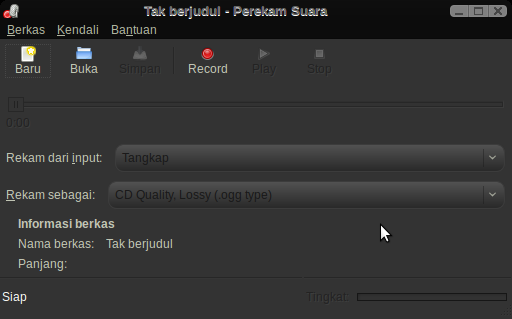 Tak berjudul - Perekam Suara
Berkas Kendali Bantuan
Baru Buka Simpan Record Play Stop
0:00
Rekam dari input: Tangkap
Rekam sebagai: CD Quality, Lossy (.ogg type)
Informasi berkas
Nama berkas: Tak berjudul
Panjang:
Siap Tingkat: